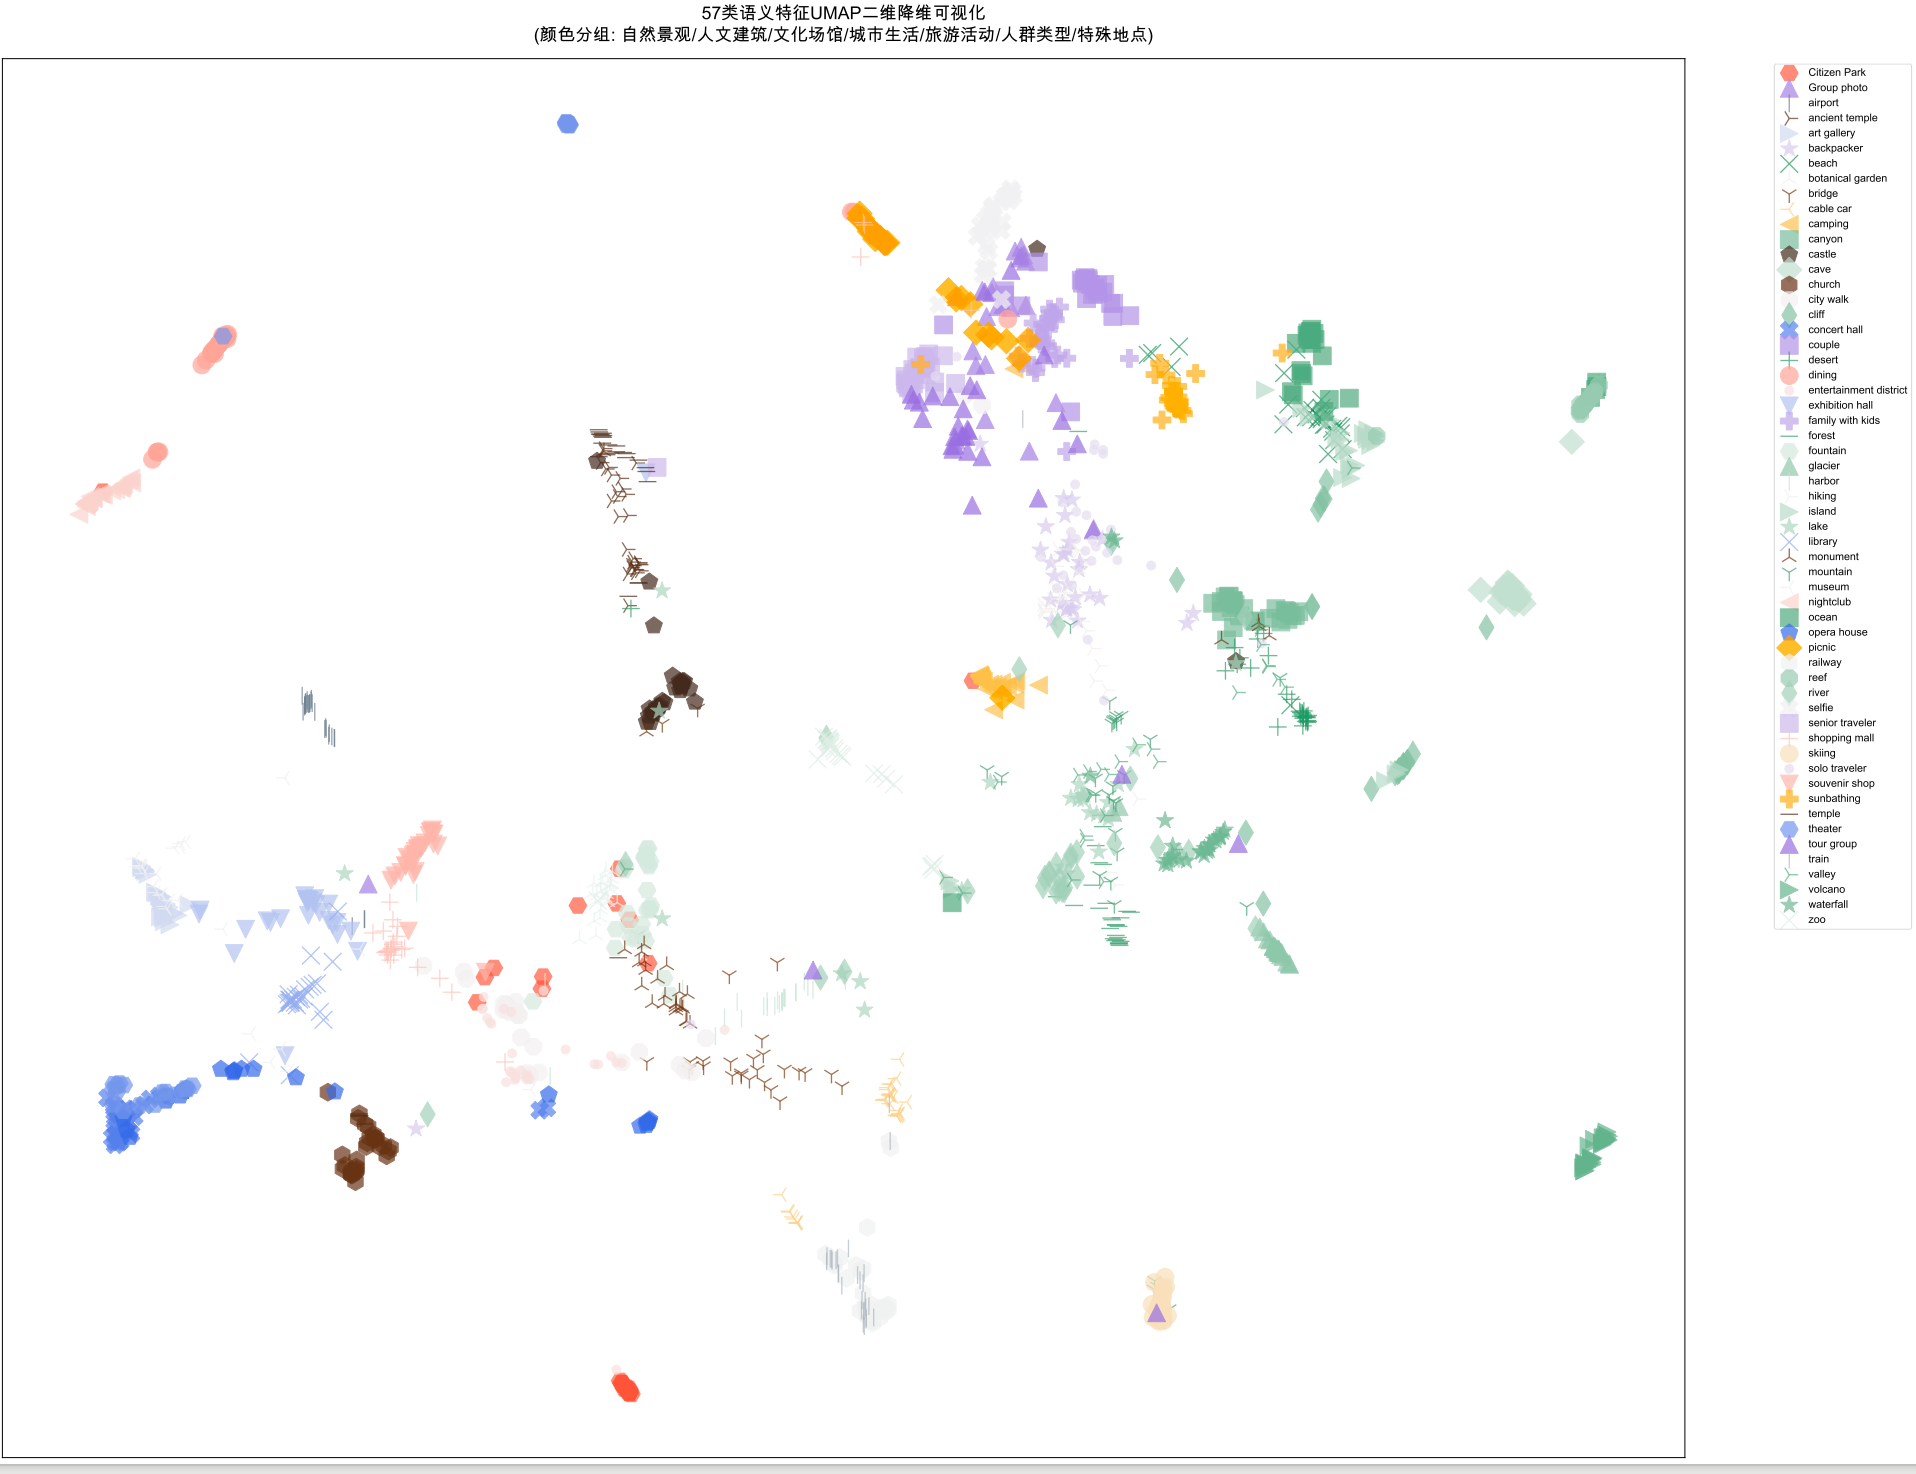 57类语义特征UMAP二维降维可视化
(颜色分组: 自然景观/人文建筑/文化场馆/城市生活/旅游活动/人群类型/特殊地点)
Citizen Park
Group photo
airport
ancient temple
art gallery
backpacker
beach
botanical garden
bridge
cable car
camping
canyon
castle
cave
church
city walk
cliff
concert hall
couple
desert
dining
entertainment district
exhibition hall
family with kids
forest
fountain
glacier
harbor
hiking
island
lake
library
monument
mountain
museum
nightclub
ocean
opera house
picnic
railway
reef
river
selfie
senior traveler
shopping mall
skiing
solo traveler
souvenir shop
sunbathing
temple
theater
tour group
train
valley
volcano
waterfall
zoo